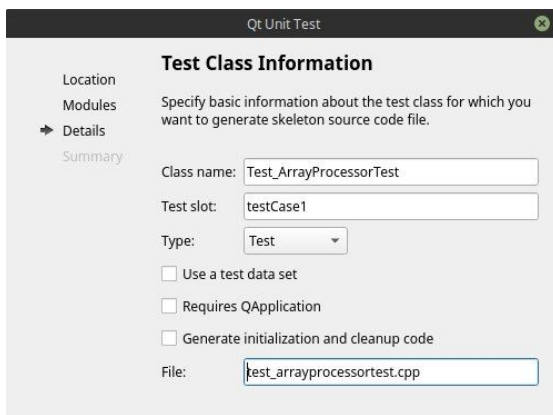 Qt Unit Test
Location
Modules
Details
Summary
Test Class Information
Specify basic information about the test class for which you
want to generate skeleton source code file.
Class name: Test_ArrayProcessorTest
Test slot: testCase1
Type: Test
Use a test data set
Requires QApplication
Generate initialization and cleanup code
File: test_arrayprocessortest.cpp